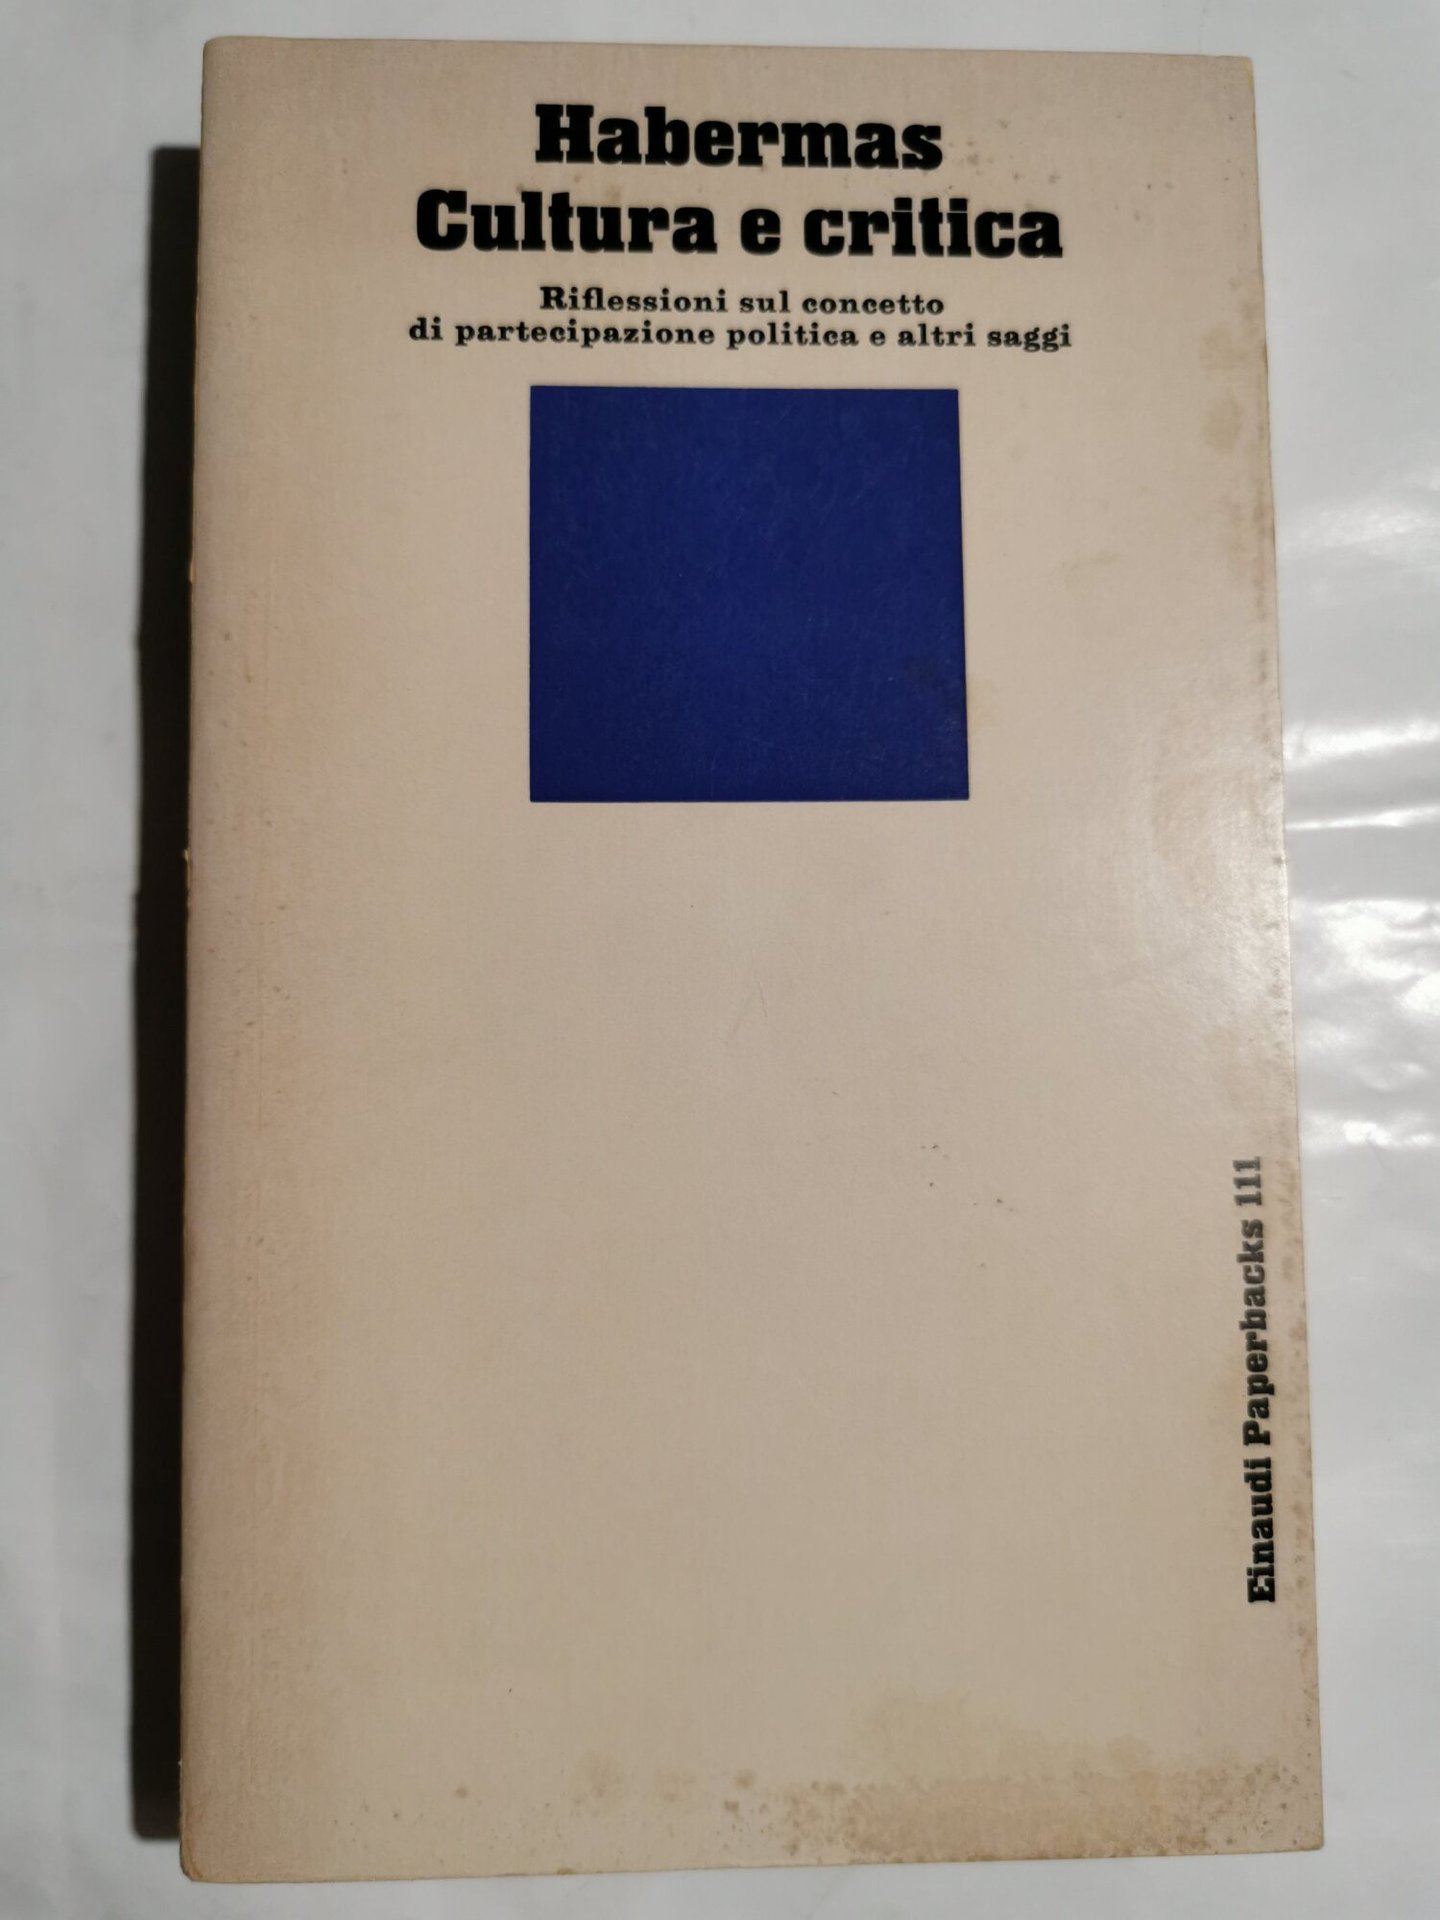 Habermas
Cultura e critica
Riflessioni sul concetto
di partecipazione politica e altri saggi
Einaudi Paperbacks 111